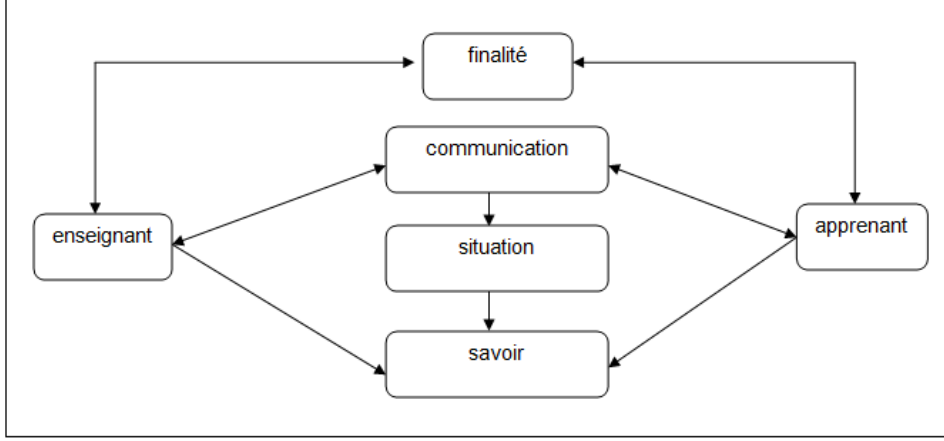 finalité
communication
enseignant
situation
apprenant
savoir